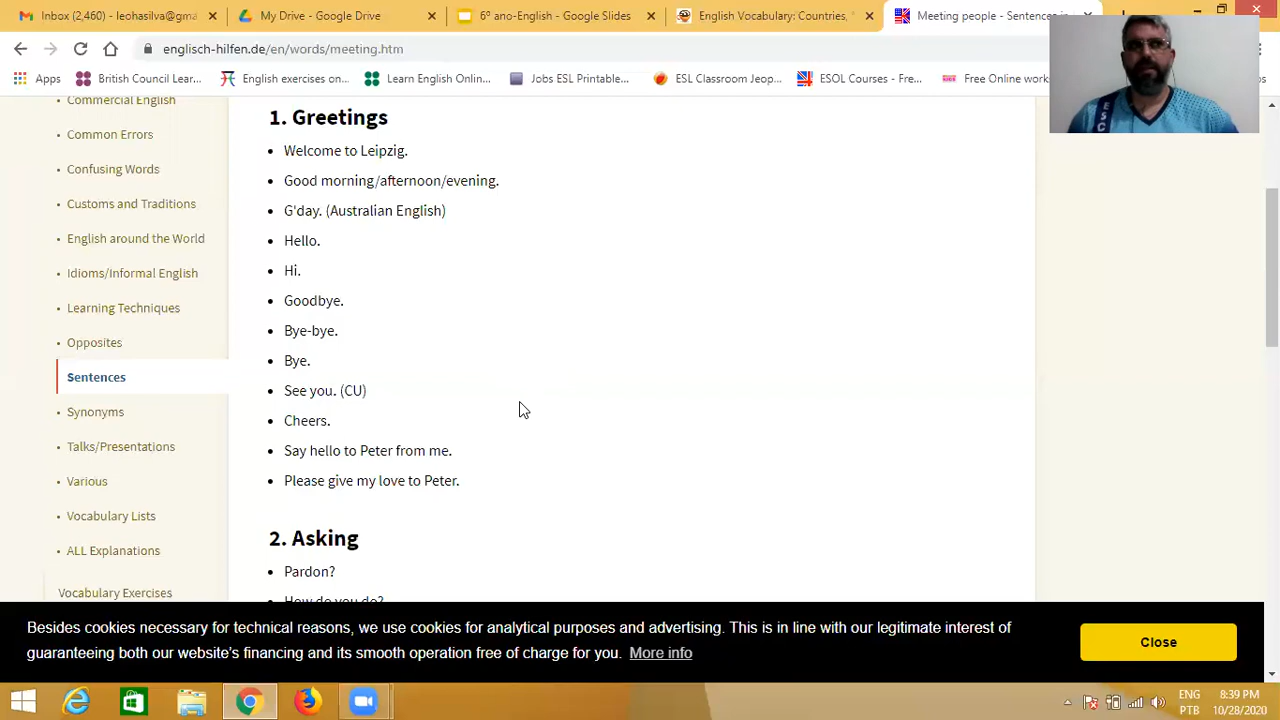 Inbox (2,460) - leohasilva@gma
My Drive - Google Drive
6º ano-English - Google Slides
English Vocabulary: Countries,
Meeting people - Sentences in
englisch-hilfen.de/en/words/meeting.htm
Apps
British Council Lear...
English exercises on...
Learn English Online...
Jobs ESL Printable...
ESL Classroom Jeop...
ESOL Courses - Fre...
Free Online work
Commercial English
Common Errors
Confusing Words
Customs and Traditions
English around the World
Idioms/Informal English
Learning Techniques
Opposites
Sentences
Synonyms
Talks/Presentations
Various
Vocabulary Lists
ALL Explanations
Vocabulary Exercises
1. Greetings
Welcome to Leipzig.
Good morning/afternoon/evening.
G'day. (Australian English)
Hello.
Hi.
Goodbye.
Bye-bye.
Bye.
See you. (CU)
Cheers.
Say hello to Peter from me.
Please give my love to Peter.
2. Asking
Pardon?
How do you do?
ESC
Besides cookies necessary for technical reasons, we use cookies for analytical purposes and advertising. This is in line with our legitimate interest of
guaranteeing both our website's financing and its smooth operation free of charge for you. More info
Close
ENG
PTB
8:39 PM
10/28/2020